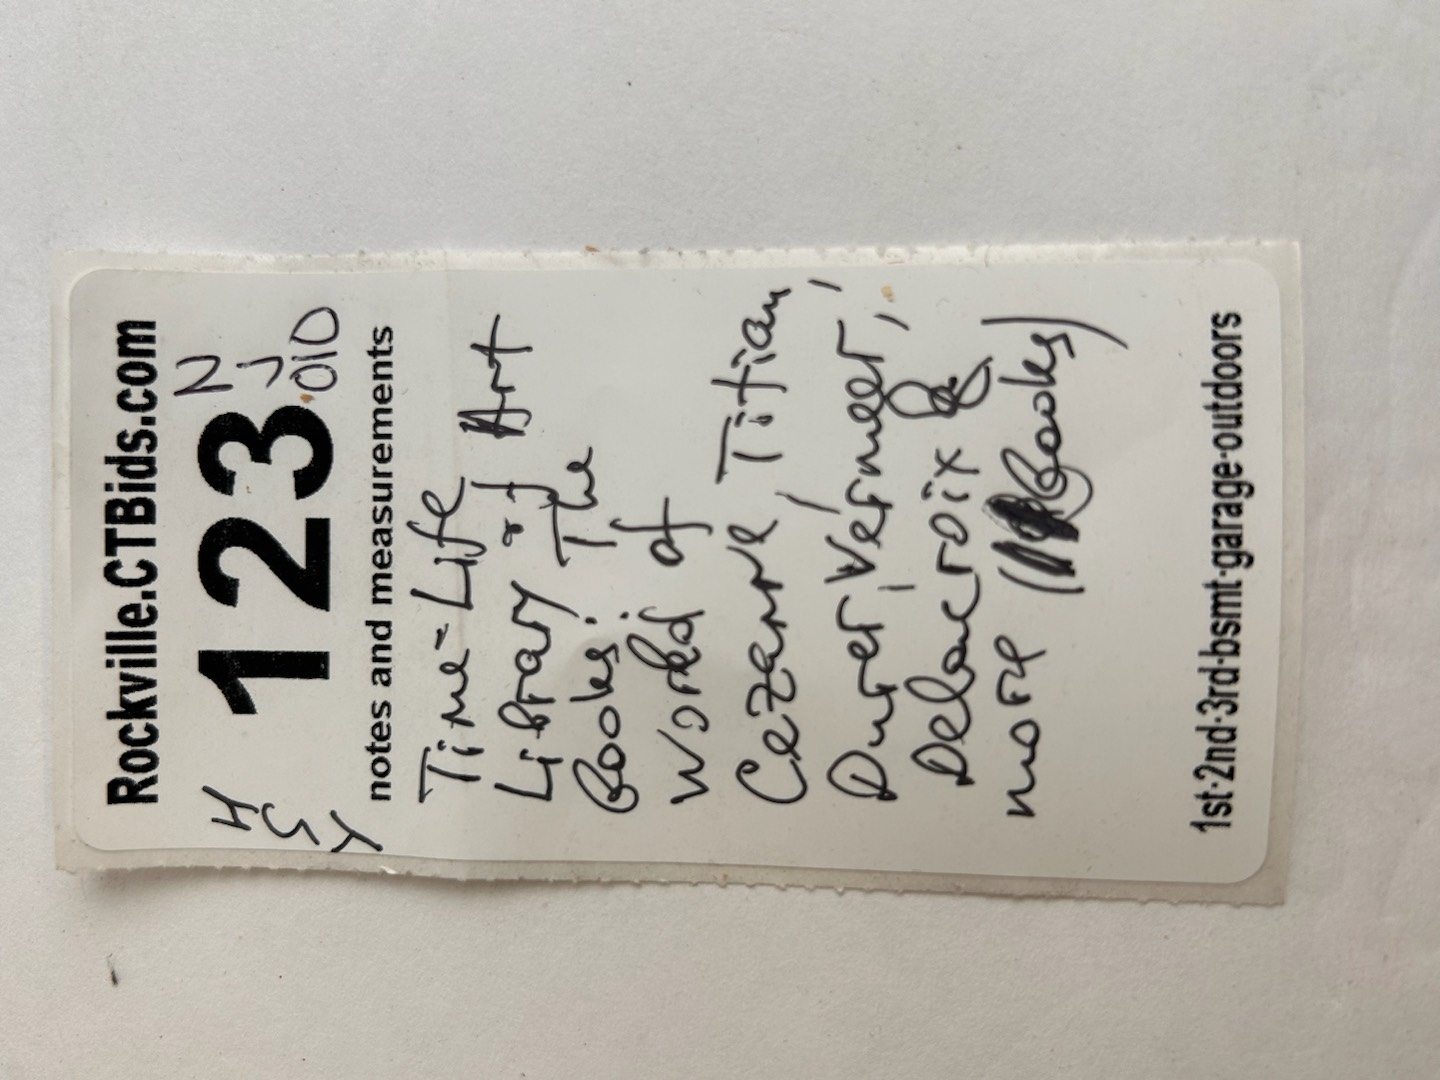 Rockville.CTBids.com
H
G
Y
123
N
J
010
notes and measurements
Time-Life
Library of Art
Books: The
World of
Cezanne, Titian,
Durer, Vermeer,
Delacroix &
more (Books)
1st·2nd·3rd·bsmt·garage·outdoors